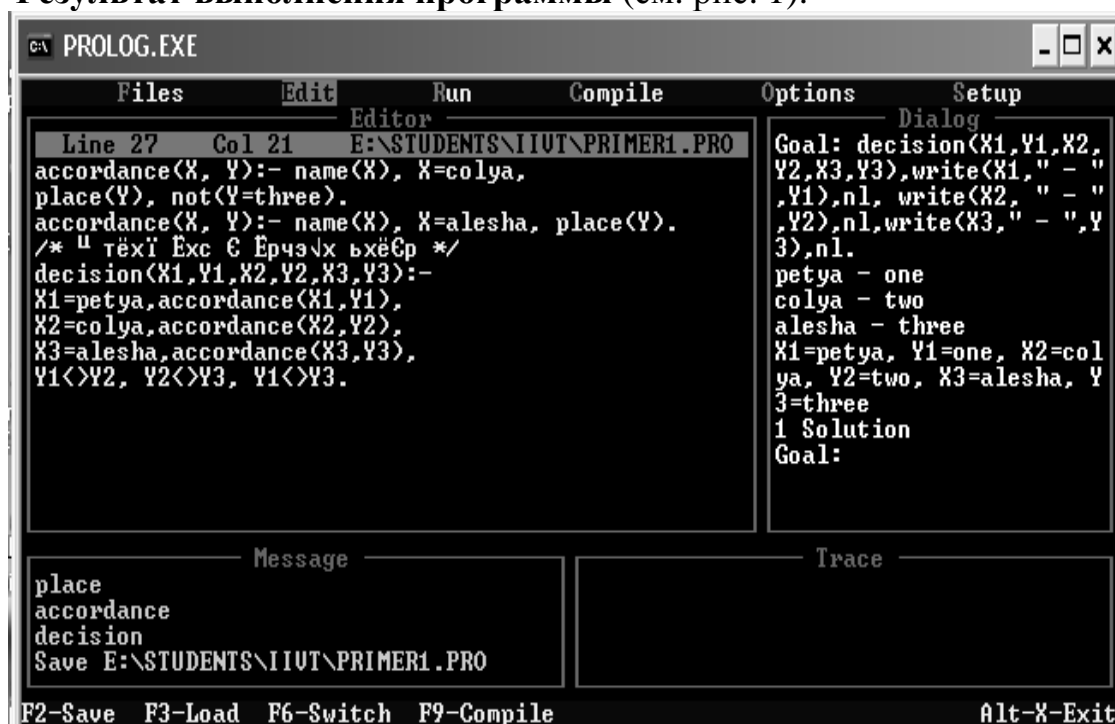 Результат выполнения программы (см. рис. 1).
PROLOG.EXE
Files Edit Run Compile Options Setup
Editor
Line 27 Col 21 E:\STUDENTS\IIVT\PRIMER1.PRO
accordance(X, Y):- name(X), X=colya,
place(Y), not(Y=three).
accordance(X, Y):- name(X), X=alesha, place(Y).
/* ╙ тёхї Ёхс Є Ёрчэ√х ьхёЄр */
decision(X1,Y1,X2,Y2,X3,Y3):-
X1=petya,accordance(X1,Y1),
X2=colya,accordance(X2,Y2),
X3=alesha,accordance(X3,Y3),
Y1<>Y2, Y2<>Y3, Y1<>Y3.
Dialog
Goal: decision(X1,Y1,X2,
Y2,X3,Y3),write(X1," - "
,Y1),nl, write(X2, " - "
,Y2),nl,write(X3," - ",Y
3),nl.
petya - one
colya - two
alesha - three
X1=petya, Y1=one, X2=col
ya, Y2=two, X3=alesha, Y
3=three
1 Solution
Goal:
Message
place
accordance
decision
Save E:\STUDENTS\IIVT\PRIMER1.PRO
Trace
F2-Save F3-Load F6-Switch F9-Compile Alt-X-Exit